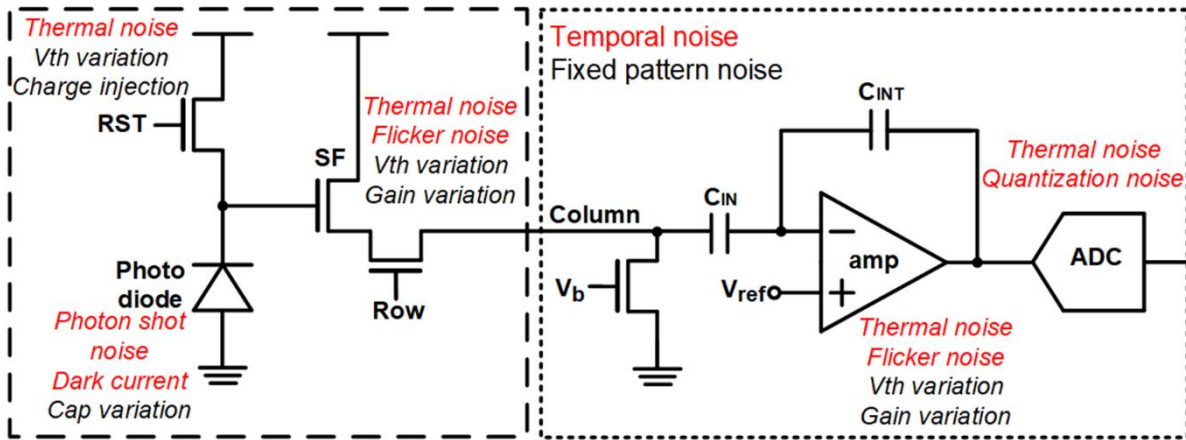 Thermal noise
Vth variation
Charge injection
RST
SF
Thermal noise
Flicker noise
Vth variation
Gain variation
Photo
diode
Photon shot
noise
Dark current
Cap variation
Row
Temporal noise
Fixed pattern noise
Column
CIN
CINT
Vb
Vref
amp
Thermal noise
Flicker noise
Vth variation
Gain variation
Thermal noise
Quantization noise
ADC